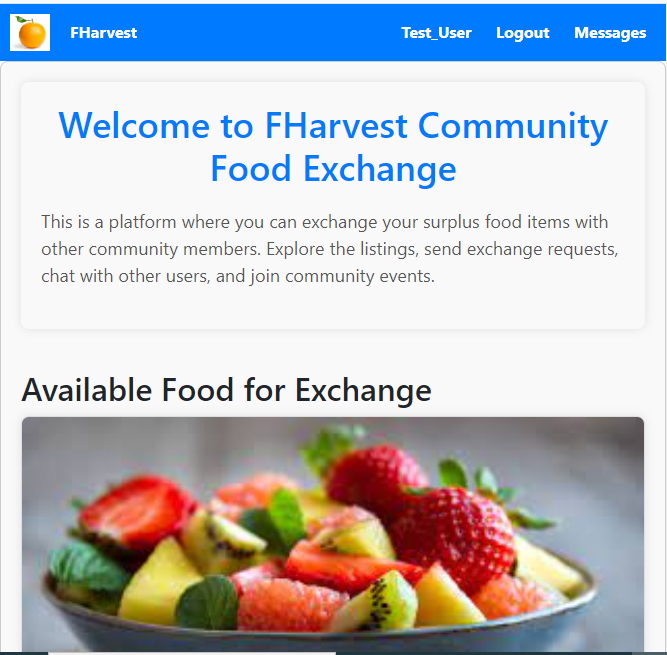 FHarvest Test_User Logout Messages
Welcome to FHarvest Community
Food Exchange
This is a platform where you can exchange your surplus food items with
other community members. Explore the listings, send exchange requests,
chat with other users, and join community events.
Available Food for Exchange